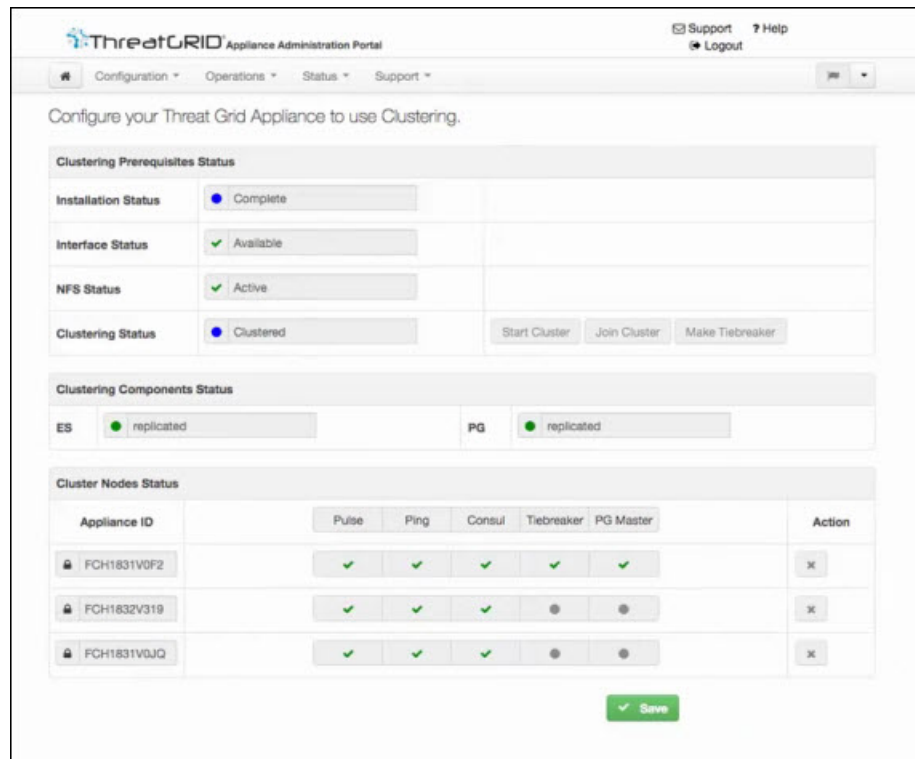 ThreatGRID Appliance Administration Portal
Support ? Help
Logout
Configuration Operations Status Support
Configure your Threat Grid Appliance to use Clustering.
Clustering Prerequisites Status
Installation Status Complete
Interface Status Available
NFS Status Active
Clustering Status Clustered Start Cluster Join Cluster Make Tiebreaker
Clustering Components Status
ES replicated PG replicated
Cluster Nodes Status
Appliance ID Pulse Ping Consul Tiebreaker PG Master Action
FCH1831V0F2
FCH1832V319
FCH1831V0JQ
Save